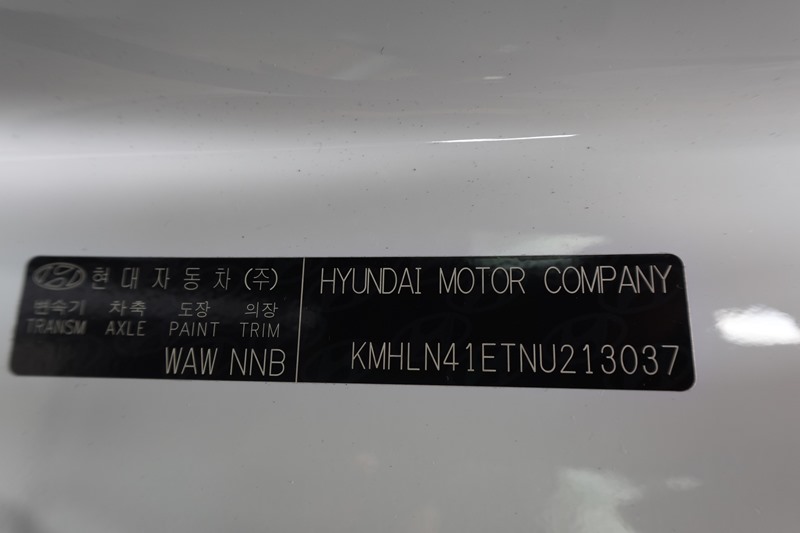 현대자동차(주)
변속기 차축 도장 의장
TRANSM AXLE PAINT TRIM
WAW NNB
HYUNDAI MOTOR COMPANY
KMHLN41ETNU213037